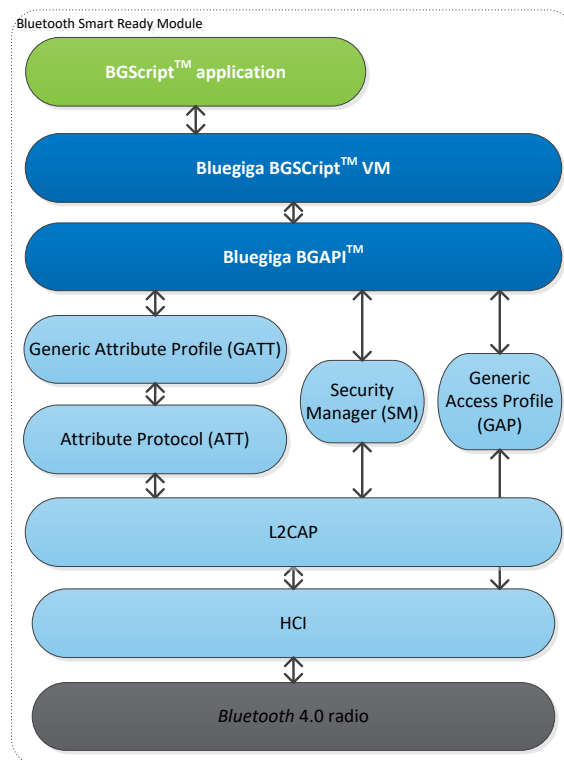 Bluetooth Smart Ready Module
BGScript™ application
Bluegiga BGSCript™ VM
Bluegiga BGAPI™
Generic Attribute Profile (GATT)
Attribute Protocol (ATT)
Security
Manager (SM)
Generic
Access Profile
(GAP)
L2CAP
HCI
Bluetooth 4.0 radio